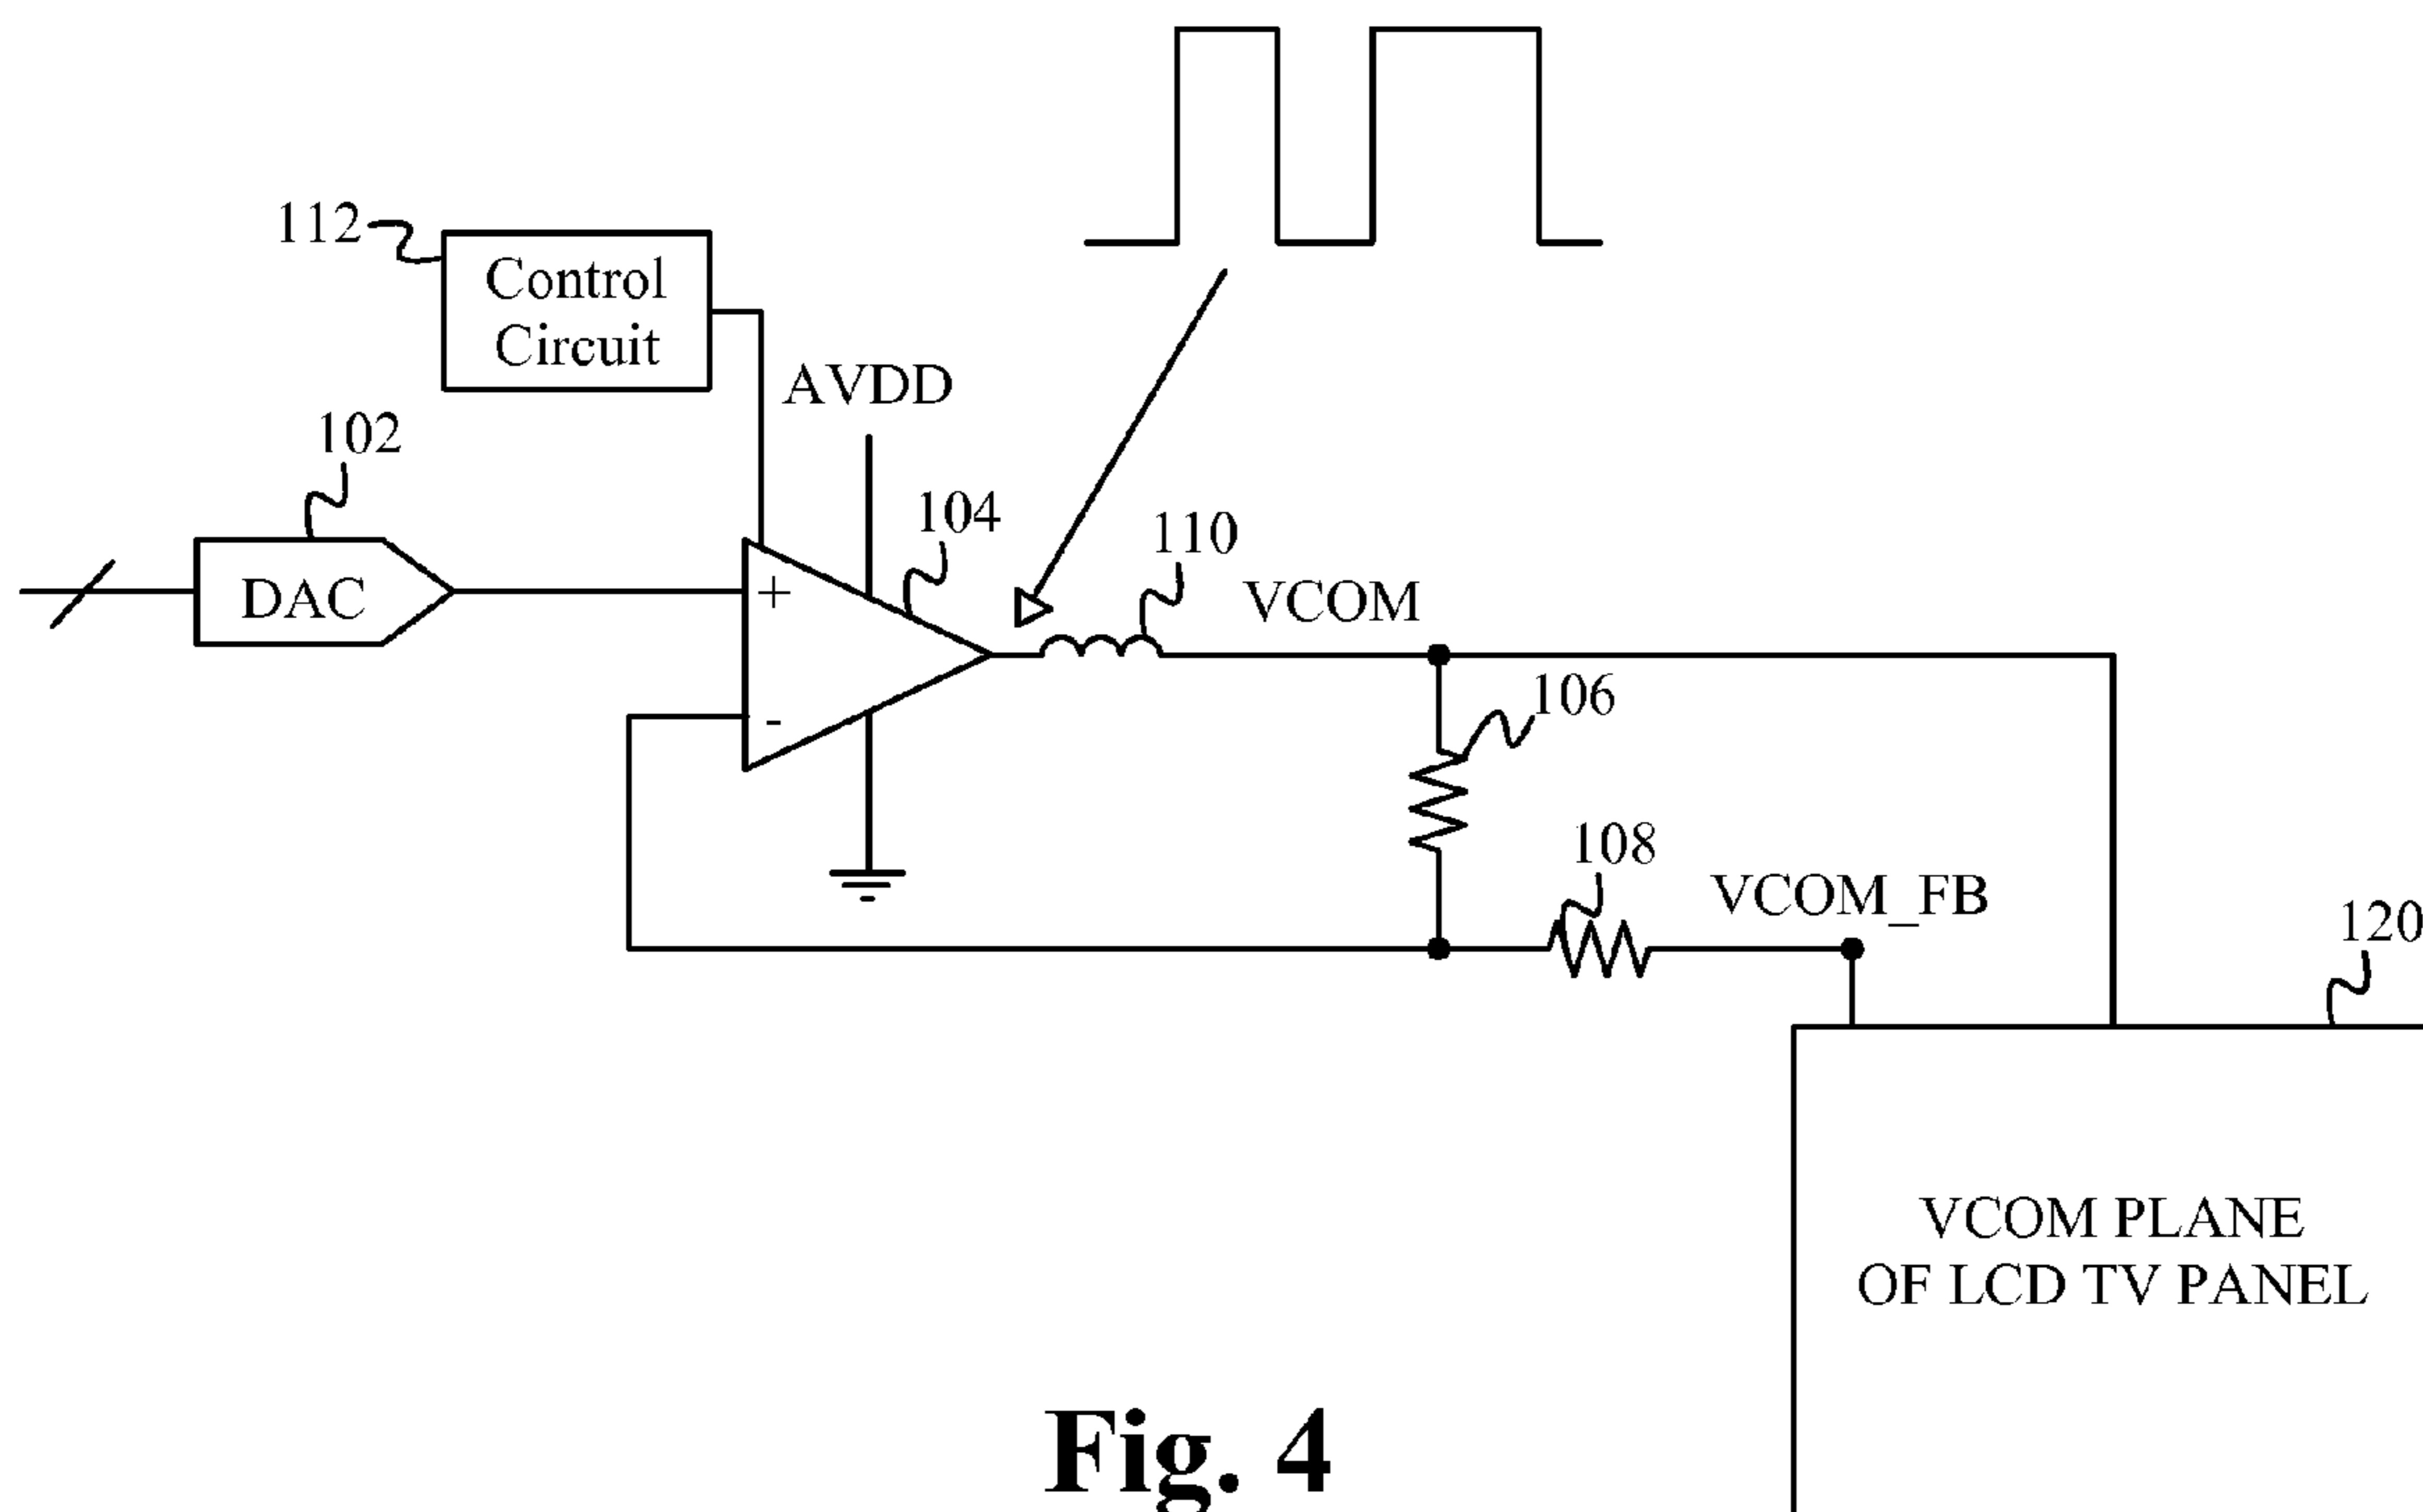 112
Control
Circuit
AVDD
102
104
110
DAC
+
VCOM
-
106
108
VCOM_FB
120
VCOM PLANE
OF LCD TV PANEL
Fig. 4